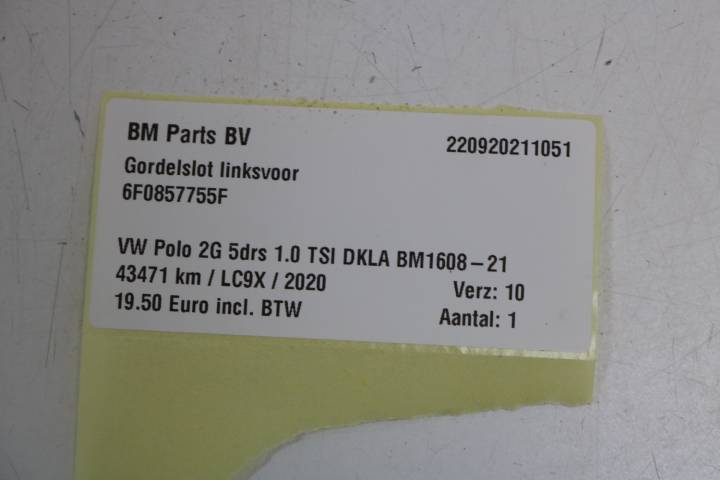 BM Parts BV 220920211051
Gordelslot linksvoor
6F0857755F
VW Polo 2G 5drs 1.0 TSI DKLA BM1608-21
43471 km / LC9X / 2020 Verz: 10
19.50 Euro incl. BTW Aantal: 1